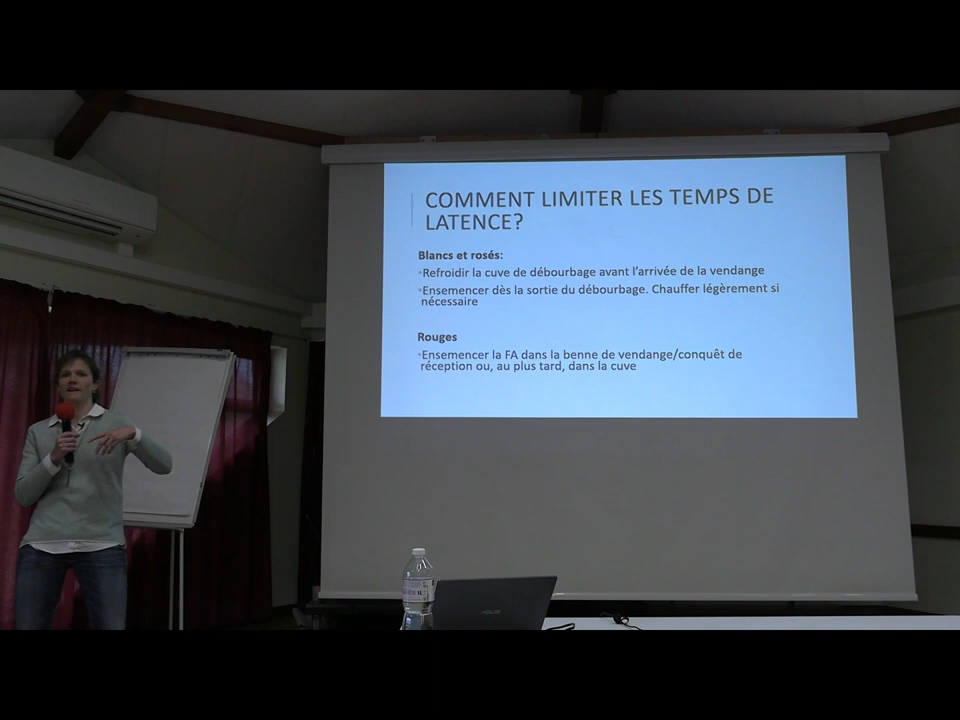 COMMENT LIMITER LES TEMPS DE
LATENCE?
Blancs et rosés:
◦Refroidir la cuve de débourbage avant l'arrivée de la vendange
◦Ensemencer dès la sortie du débourbage. Chauffer légèrement si
nécessaire
Rouges
◦Ensemencer la FA dans la benne de vendange/conquêt de
réception ou, au plus tard, dans la cuve
ASUS